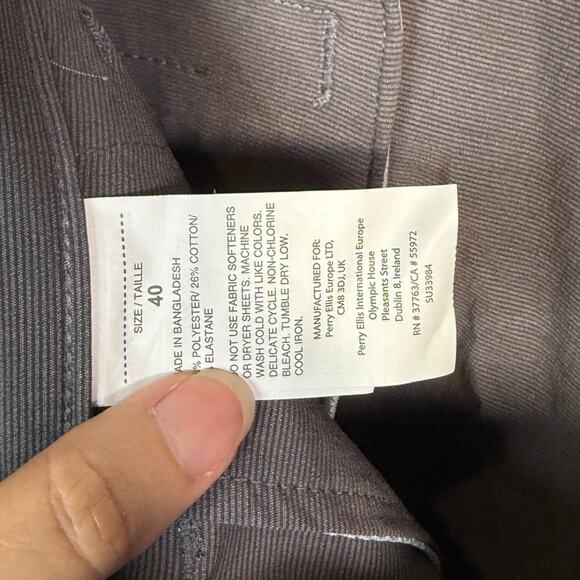 SIZE / TAILLE
40
ADE IN BANGLADESH
% POLYESTER/ 26% COTTON/
ELASTANE
O NOT USE FABRIC SOFTENERS
OR DRYER SHEETS. MACHINE
WASH COLD WITH LIKE COLORS.
DELICATE CYCLE. NON-CHLORINE
BLEACH. TUMBLE DRY LOW.
COOL IRON.
MANUFACTURED FOR:
Perry Ellis Europe LTD,
CM8 3DJ, UK
Perry Ellis International Europe
Olympic House
Pleasants Street
Dublin 8, Ireland
RN # 37763/CA # 55972
SU33984